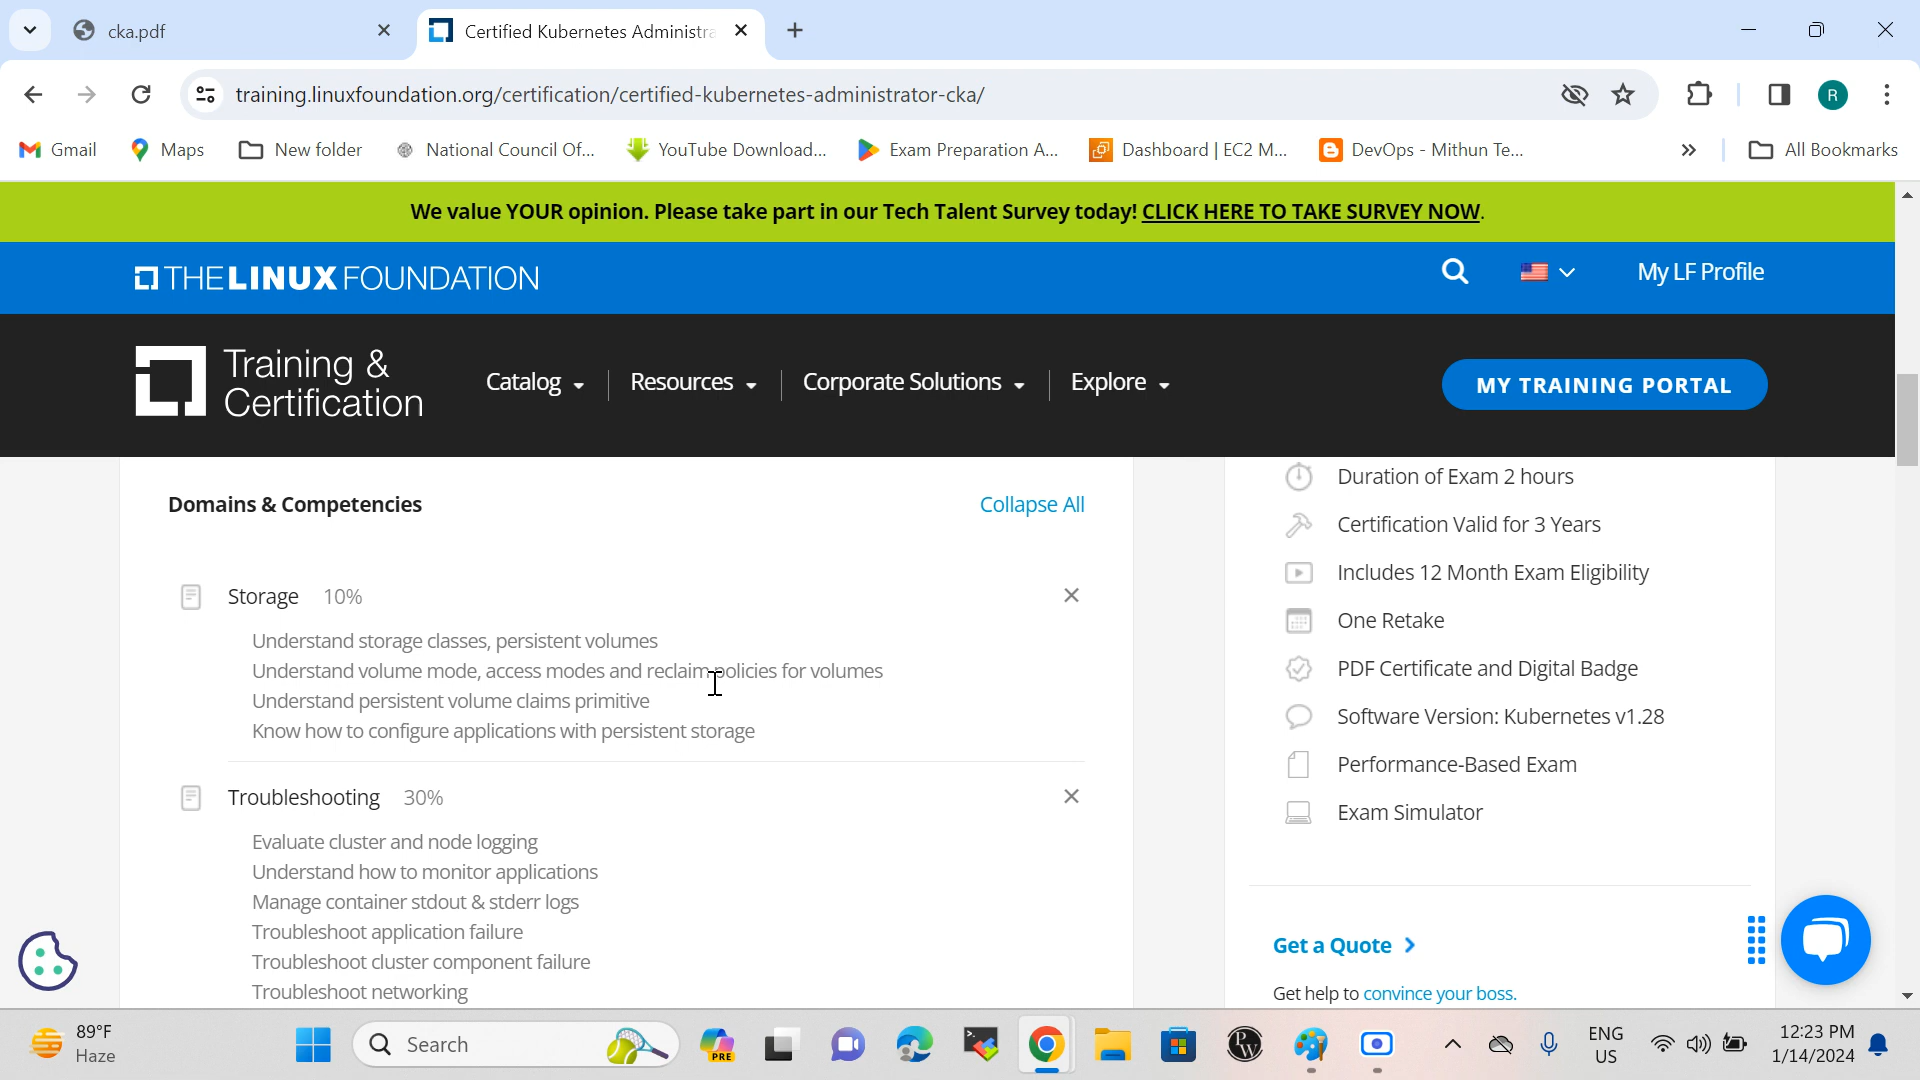 cka.pdf
Certified Kubernetes Administra
training.linuxfoundation.org/certification/certified-kubernetes-administrator-cka/
R
Gmail
Maps
New folder
National Council Of...
YouTube Download...
Exam Preparation A...
Dashboard | EC2 M...
DevOps - Mithun Te...
All Bookmarks
We value YOUR opinion. Please take part in our Tech Talent Survey today! CLICK HERE TO TAKE SURVEY NOW.
THE LINUX FOUNDATION
My LF Profile
Training &
Certification
Catalog
Resources
Corporate Solutions
Explore
MY TRAINING PORTAL
Domains & Competencies
Collapse All
Storage 10%
Understand storage classes, persistent volumes
Understand volume mode, access modes and reclaim policies for volumes
Understand persistent volume claims primitive
Know how to configure applications with persistent storage
Troubleshooting 30%
Evaluate cluster and node logging
Understand how to monitor applications
Manage container stdout & stderr logs
Troubleshoot application failure
Troubleshoot cluster component failure
Troubleshoot networking
Duration of Exam 2 hours
Certification Valid for 3 Years
Includes 12 Month Exam Eligibility
One Retake
PDF Certificate and Digital Badge
Software Version: Kubernetes v1.28
Performance-Based Exam
Exam Simulator
Get a Quote
Get help to convince your boss.
89°F
Haze
Search
PRE
ENG
US
12:23 PM
1/14/2024